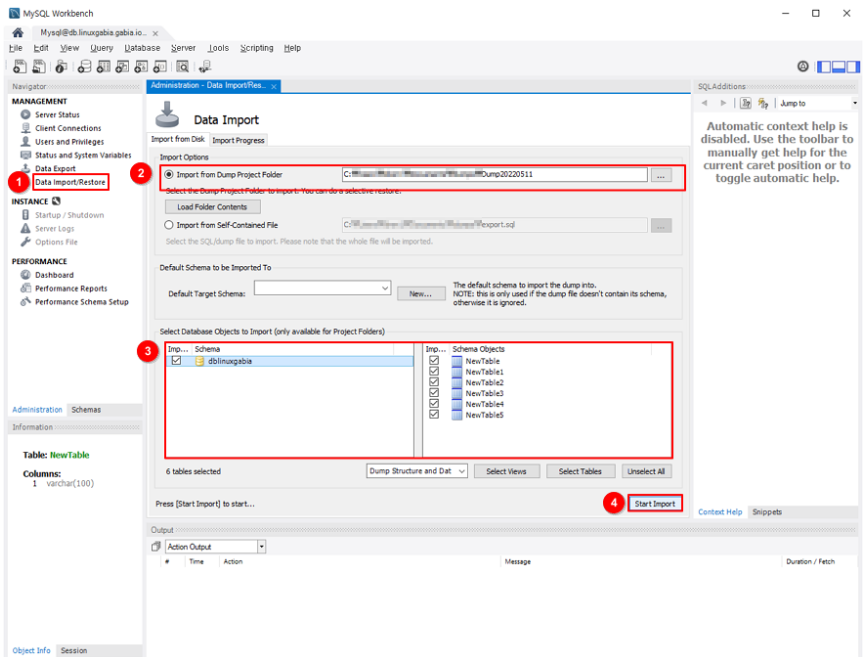 MySQL Workbench
Mysql@db.linuxgabia.gabia.io... x
File Edit View Query Database Server Tools Scripting Help
Navigator
MANAGEMENT
Server Status
Client Connections
Users and Privileges
Status and System Variables
Data Export
1 Data Import/Restore
INSTANCE
Startup / Shutdown
Server Logs
Options File
PERFORMANCE
Dashboard
Performance Reports
Performance Schema Setup
Administration Schemas
Information
Table: NewTable
Columns:
1 varchar(100)
Object Info Session
Administration - Data Import/Res... x
Data Import
Import from Disk Import Progress
Import Options
2 Import from Dump Project Folder C: Dump20220511 ...
Select the Dump Project Folder to import. You can do a selective restore.
Load Folder Contents
Import from Self-Contained File C: export.sql ...
Select the SQL/dump file to import. Please note that the whole file will be imported.
Default Schema to be Imported To
Default Target Schema: New...
The default schema to import the dump into.
NOTE: this is only used if the dump file doesn't contain its schema,
otherwise it is ignored.
Select Database Objects to Import (only available for Project Folders)
3
Imp... Schema
dblinuxgabia
Imp... Schema Objects
NewTable
NewTable1
NewTable2
NewTable3
NewTable4
NewTable5
6 tables selected Dump Structure and Dat Select Views Select Tables Unselect All
Press [Start Import] to start... 4 Start Import
Output
Action Output
# Time Action Message Duration / Fetch
SQLAdditions
Jump to
Automatic context help is
disabled. Use the toolbar to
manually get help for the
current caret position or to
toggle automatic help.
Context Help Snippets